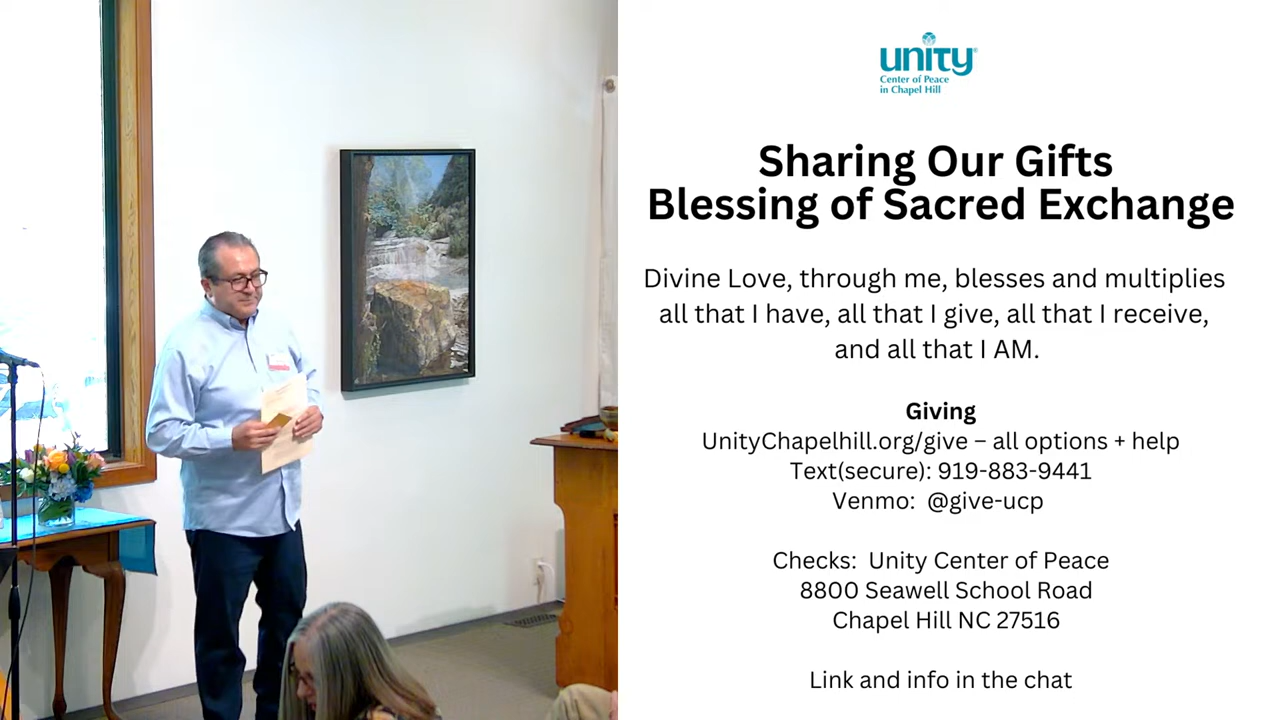 unity
Center of Peace
in Chapel Hill
Sharing Our Gifts
Blessing of Sacred Exchange
Divine Love, through me, blesses and multiplies
all that I have, all that I give, all that I receive,
and all that I AM.
Giving
UnityChapelhill.org/give – all options + help
Text(secure): 919-883-9441
Venmo: @give-ucp
Checks: Unity Center of Peace
8800 Seawell School Road
Chapel Hill NC 27516
Link and info in the chat